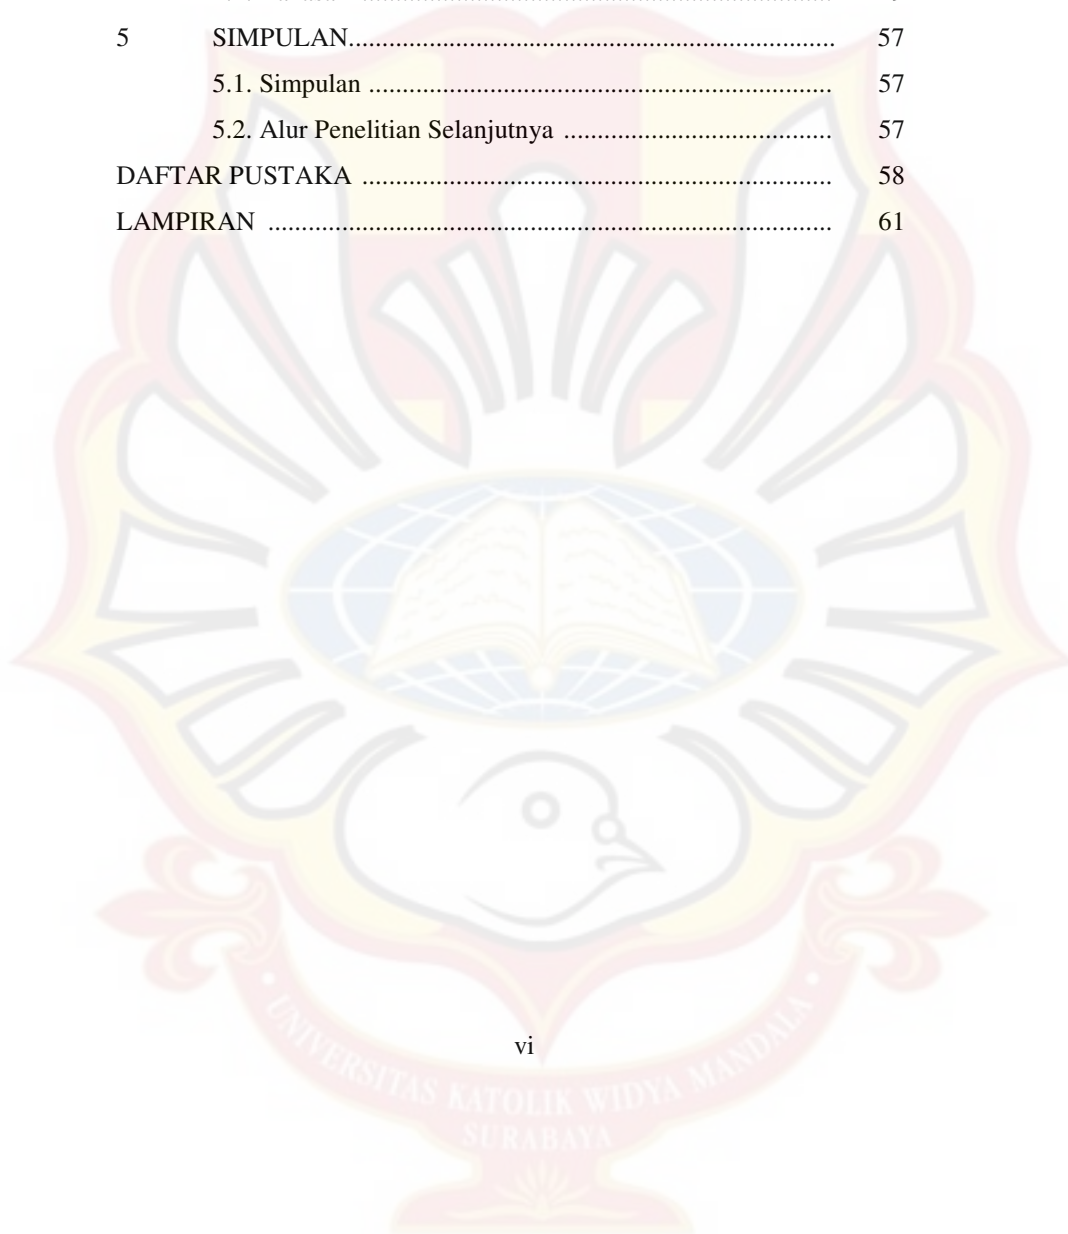 5 SIMPULAN....................................................................... 57
5.1. Simpulan .................................................................... 57
5.2. Alur Penelitian Selanjutnya ....................................... 57
DAFTAR PUSTAKA ..................................................................... 58
LAMPIRAN ................................................................................... 61
vi
• UNIVERSITAS KATOLIK WIDYA MANDALA •
SURABAYA